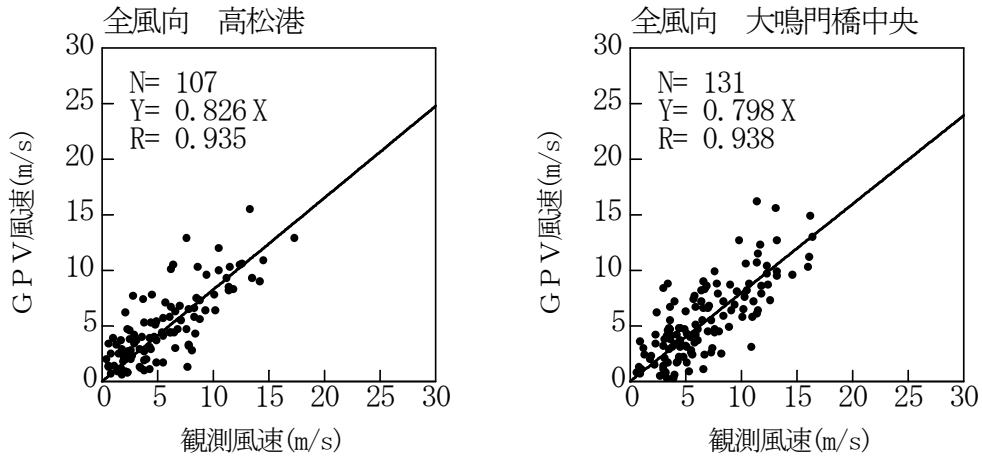 全風向　高松港
30
25
20
15
10
5
0
N= 107
Y= 0.826X
R= 0.935
GPV風速(m/s)
0 5 10 15 20 25 30
観測風速(m/s)
全風向　大鳴門橋中央
30
25
20
15
10
5
0
N= 131
Y= 0.798X
R= 0.938
GPV風速(m/s)
0 5 10 15 20 25 30
観測風速(m/s)